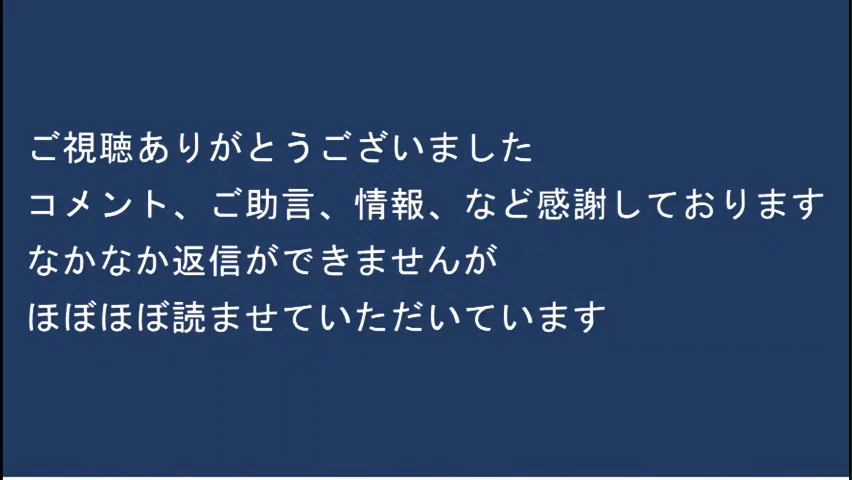 ご視聴ありがとうございました
コメント、ご助言、情報、など感謝しております
なかなか返信ができませんが
ほぼほぼ読ませていただいています